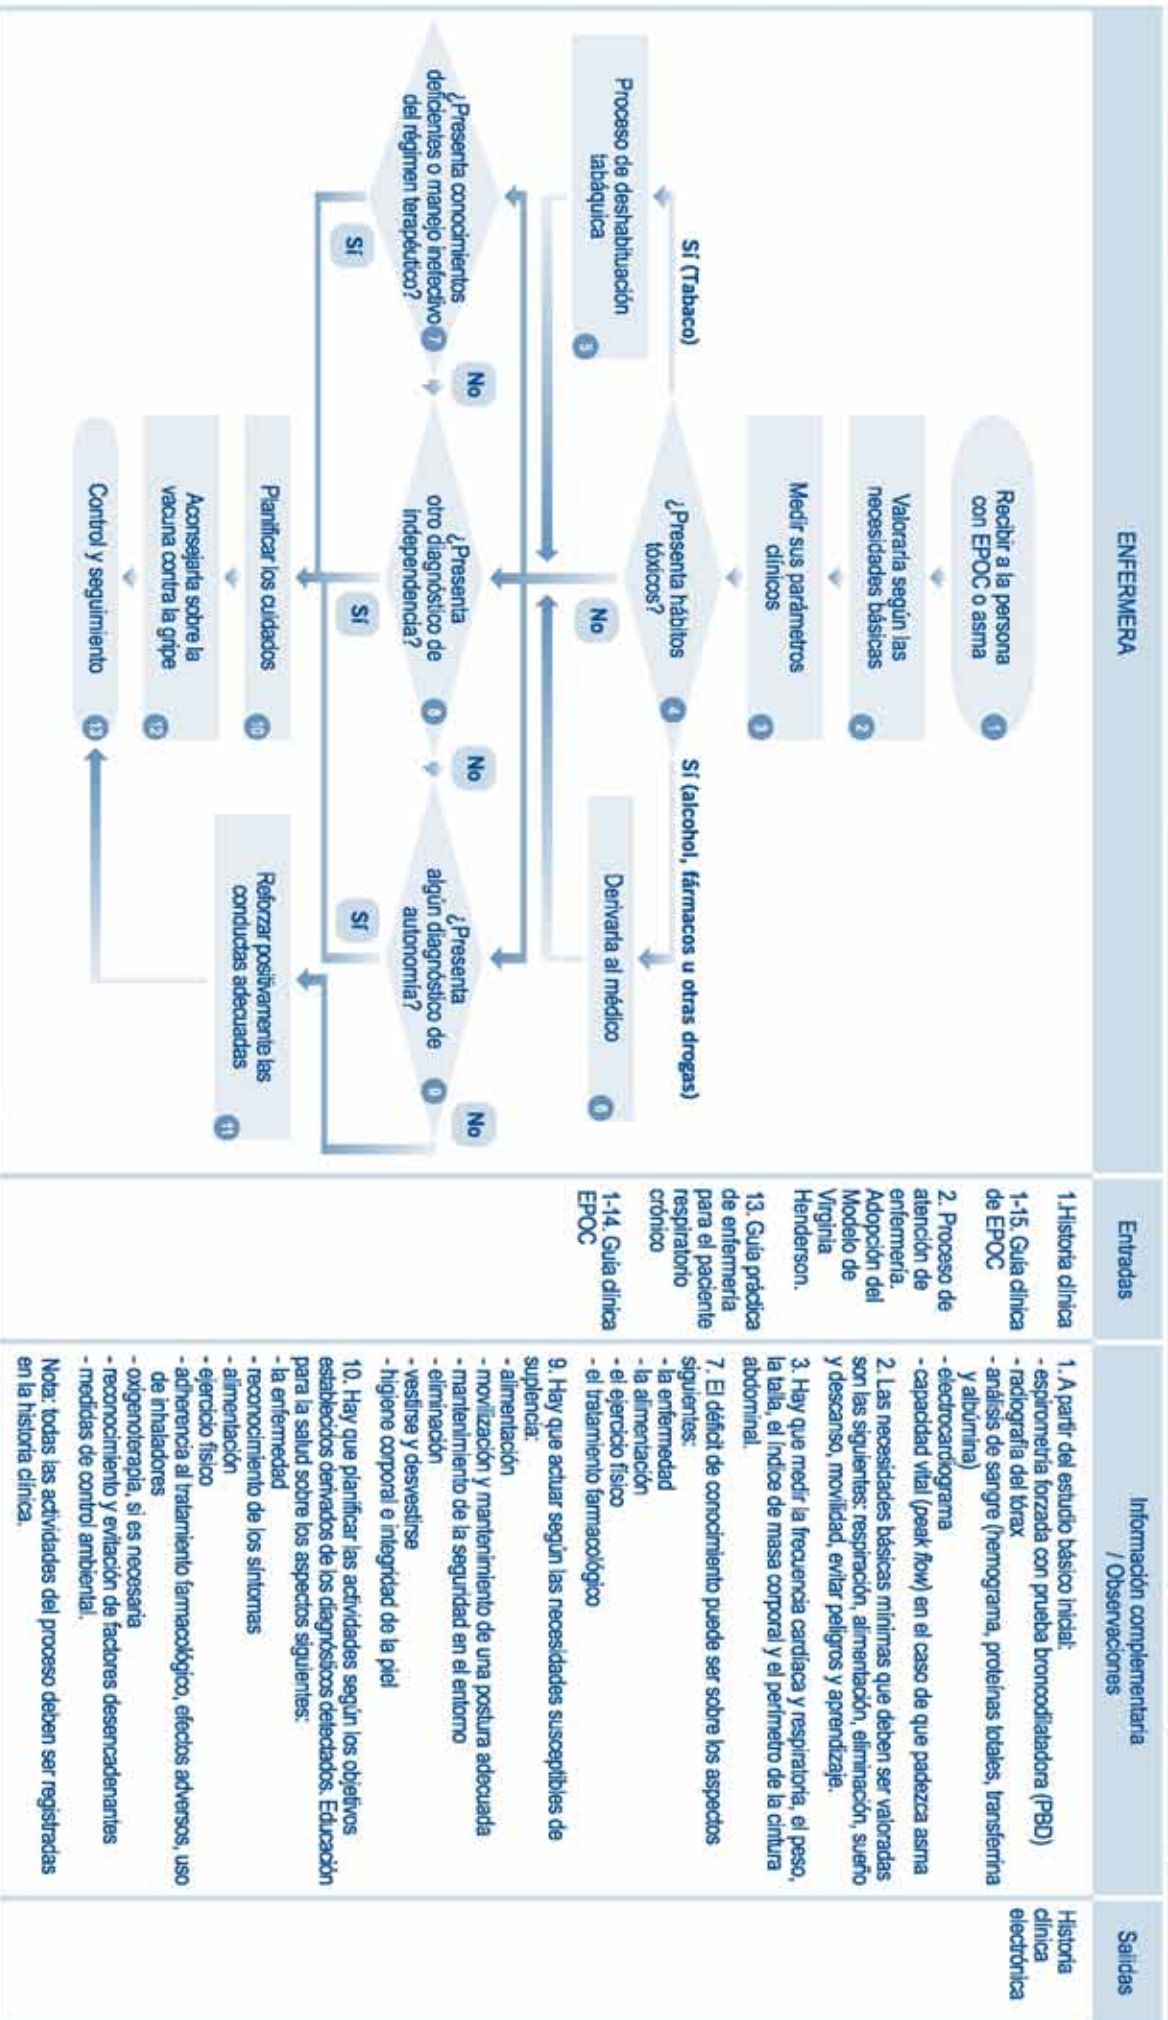 ENFERMERA
Recibir a la persona
con EPOC o asma
1
Valorarla según las
necesidades básicas
2
Medir sus parámetros
clínicos
3
¿Presenta hábitos
tóxicos?
4
Sí (Tabaco)
Sí (alcohol, fármacos u otras drogas)
No
Proceso de deshabituación
tabáquica
5
Derivarla al médico
6
¿Presenta conocimientos
deficientes o manejo inefectivo
del régimen terapéutico?
7
No
Sí
¿Presenta
otro diagnóstico de
independencia?
8
No
Sí
¿Presenta
algún diagnóstico de
autonomía?
9
No
Sí
Planificar los cuidados
10
Reforzar positivamente las
conductas adecuadas
11
Aconsejarla sobre la
vacuna contra la gripe
12
Control y seguimiento
13
Entradas
1.Historia clínica
1-15. Guía clínica
de EPOC
2. Proceso de
atención de
enfermería.
Adopción del
Modelo de
Virginia
Henderson.
13. Guía práctica
de enfermería
para el paciente
respiratorio
crónico
1-14. Guía clínica
EPOC
Información complementaria
/ Observaciones
1. A partir del estudio básico inicial:
- espirometría forzada con prueba broncodilatadora (PBD)
- radiografía del tórax
- análisis de sangre (hemograma, proteínas totales, transferrina
y albúmina)
- electrocardiograma
- capacidad vital (peak flow) en el caso de que padezca asma
2. Las necesidades básicas mínimas que deben ser valoradas
son las siguientes: respiración, alimentación, eliminación, sueño
y descanso, movilidad, evitar peligros y aprendizaje.
3. Hay que medir la frecuencia cardíaca y respiratoria, el peso,
la talla, el índice de masa corporal y el perímetro de la cintura
abdominal.
7. El déficit de conocimiento puede ser sobre los aspectos
siguientes:
- la enfermedad
- la alimentación
- el ejercicio físico
- el tratamiento farmacológico
9. Hay que actuar según las necesidades susceptibles de
suplencia:
- alimentación
- movilización y mantenimiento de una postura adecuada
- mantenimiento de la seguridad en el entorno
- eliminación
- vestirse y desvestirse
- higiene corporal e integridad de la piel
10. Hay que planificar las actividades según los objetivos
establecidos derivados de los diagnósticos detectados. Educación
para la salud sobre los aspectos siguientes:
- la enfermedad
- reconocimiento de los síntomas
- alimentación
- ejercicio físico
- adherencia al tratamiento farmacológico, efectos adversos, uso
de inhaladores
- oxigenoterapia, si es necesaria
- reconocimiento y evitación de factores desencadenantes
- medidas de control ambiental.
Nota: todas las actividades del proceso deben ser registradas
en la historia clínica.
Salidas
Historia
clínica
electrónica